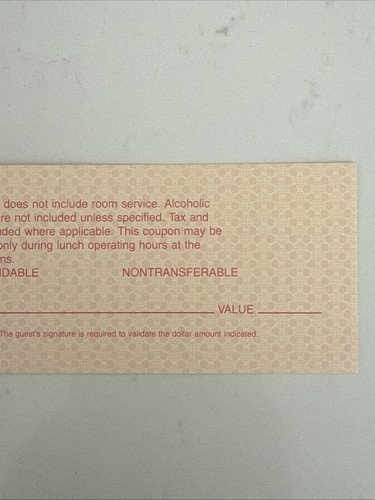 does not include room service. Alcoholic
re not included unless specified. Tax and
ded where applicable. This coupon may be
only during lunch operating hours at the
ns.
DABLE NONTRANSFERABLE
VALUE
The guest's signature is required to validate the dollar amount indicated.